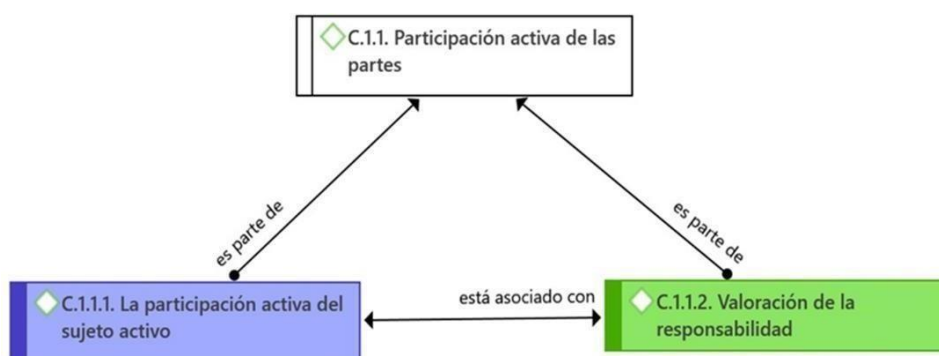 C.1.1. Participación activa de las
partes
es parte de
es parte de
C.1.1.1. La participación activa del
sujeto activo
está asociado con
C.1.1.2. Valoración de la
responsabilidad